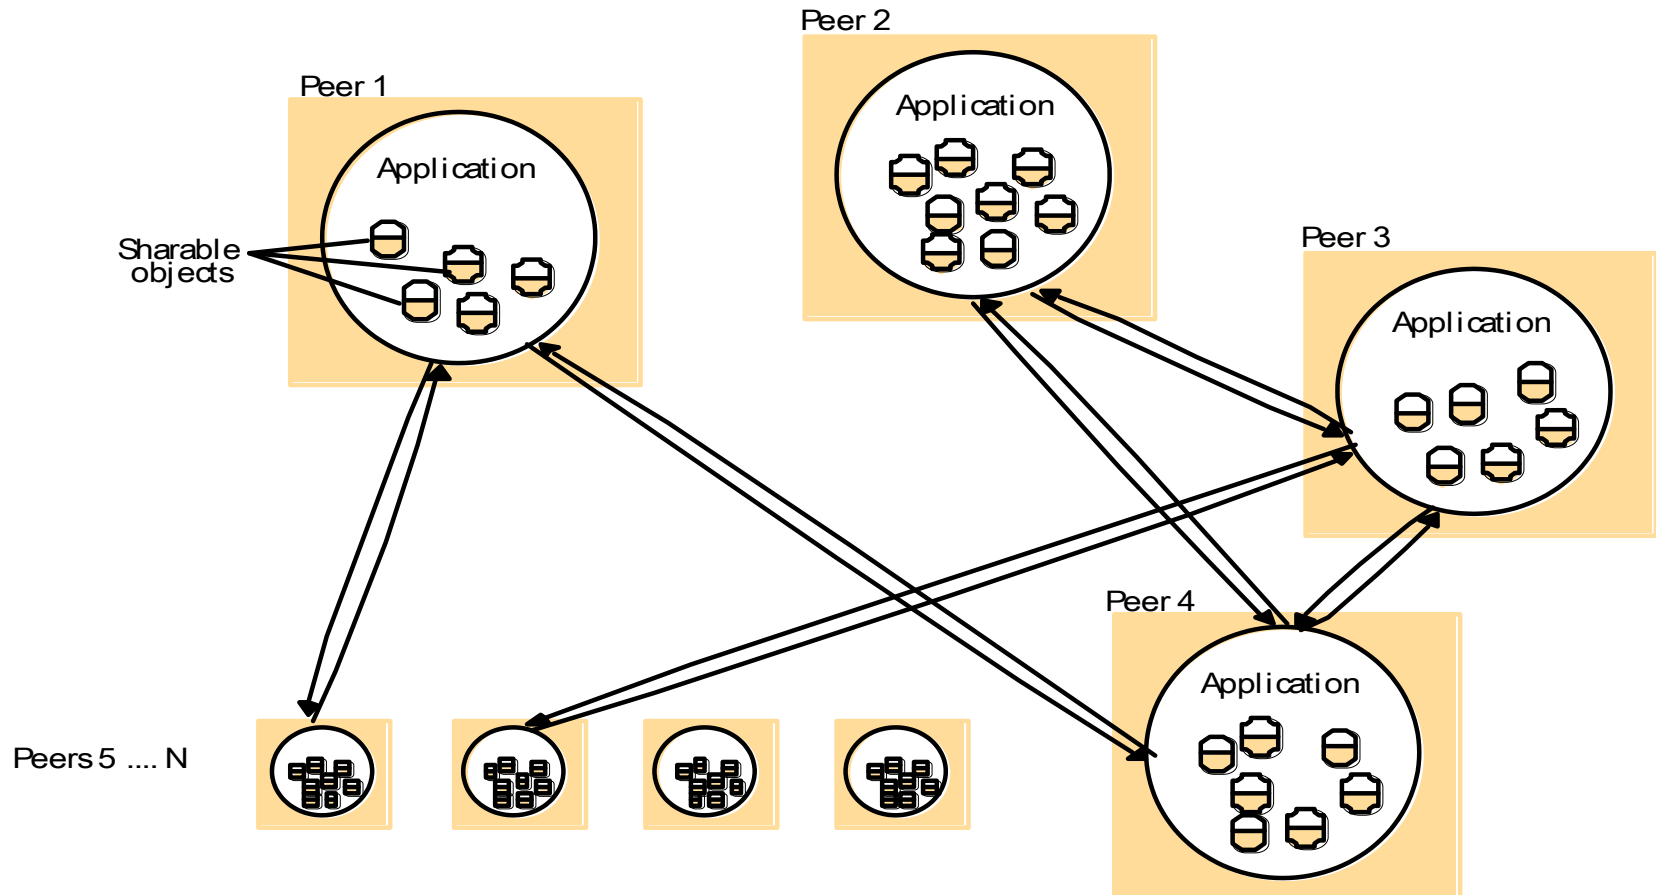 Peer 2
Peer 1
Application
Application
Sharable
objects
Peer 3
Application
Peer 4
Application
Peers 5 .... N